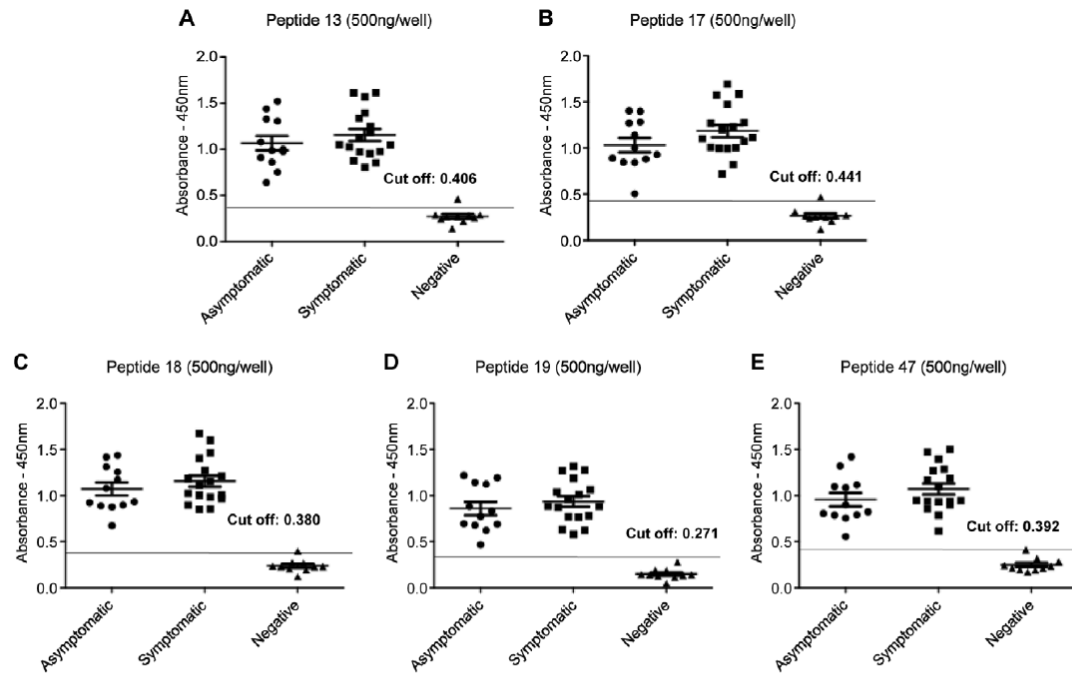 A
Peptide 13 (500ng/well)
Absorbance - 450nm
2.0
1.5
1.0
0.5
0.0
Cut off: 0.406
Asymptomatic
Symptomatic
Negative
B
Peptide 17 (500ng/well)
Absorbance - 450nm
2.0
1.5
1.0
0.5
0.0
Cut off: 0.441
Asymptomatic
Symptomatic
Negative
C
Peptide 18 (500ng/well)
Absorbance - 450nm
2.0
1.5
1.0
0.5
0.0
Cut off: 0.380
Asymptomatic
Symptomatic
Negative
D
Peptide 19 (500ng/well)
Absorbance - 450nm
2.0
1.5
1.0
0.5
0.0
Cut off: 0.271
Asymptomatic
Symptomatic
Negative
E
Peptide 47 (500ng/well)
Absorbance - 450nm
2.0
1.5
1.0
0.5
0.0
Cut off: 0.392
Asymptomatic
Symptomatic
Negative